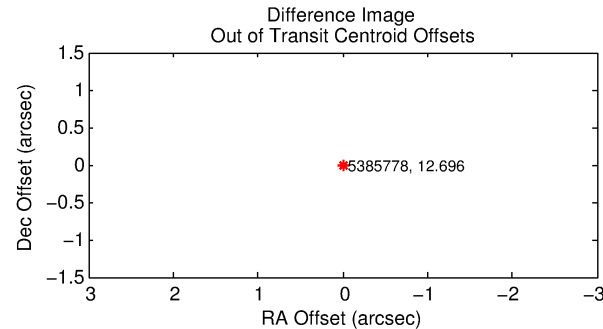 Difference Image
Out of Transit Centroid Offsets
1.5
1
0.5
0
−0.5
−1
−1.5
Dec Offset (arcsec)
5385778, 12.696
3 2 1 0 −1 −2 −3
RA Offset (arcsec)